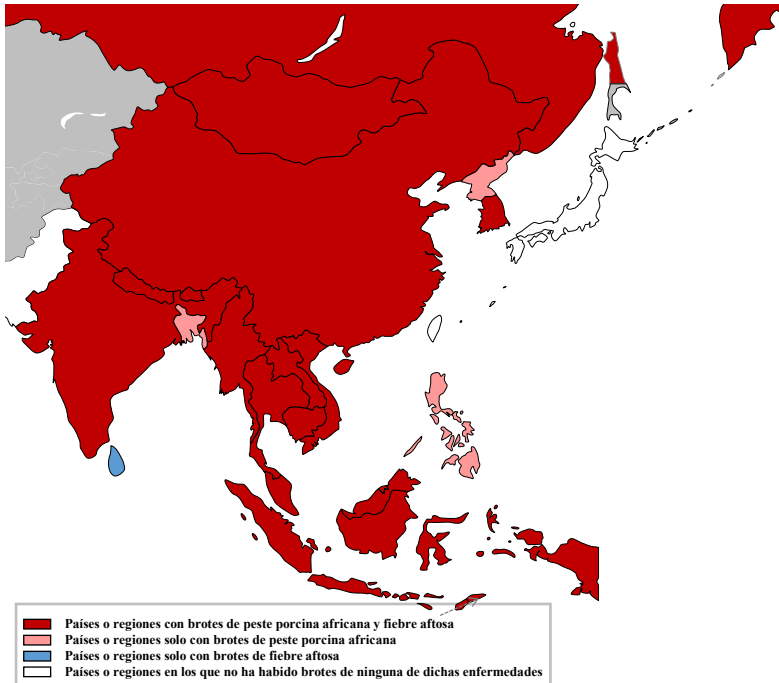 Países o regiones con brotes de peste porcina africana y fiebre aftosa
Países o regiones solo con brotes de peste porcina africana
Países o regiones solo con brotes de fiebre aftosa
Países o regiones en los que no ha habido brotes de ninguna de dichas enfermedades